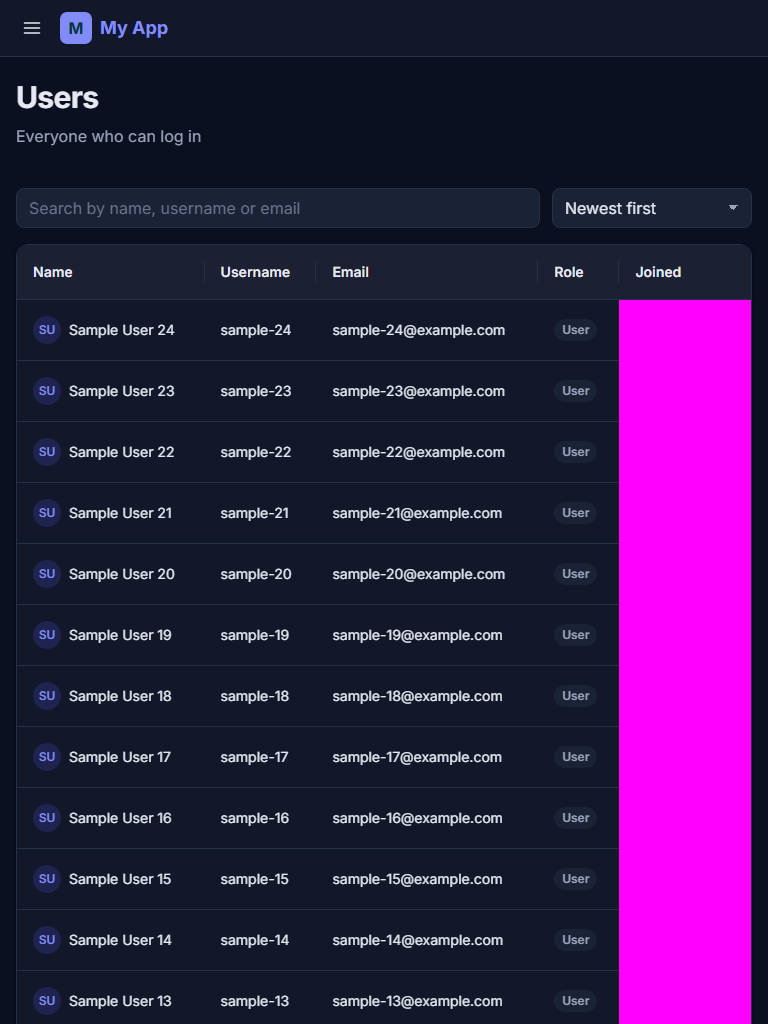 M My App
Users
Everyone who can log in
Search by name, username or email
Newest first
Name Username Email Role Joined
SU Sample User 24 sample-24 sample-24@example.com User
SU Sample User 23 sample-23 sample-23@example.com User
SU Sample User 22 sample-22 sample-22@example.com User
SU Sample User 21 sample-21 sample-21@example.com User
SU Sample User 20 sample-20 sample-20@example.com User
SU Sample User 19 sample-19 sample-19@example.com User
SU Sample User 18 sample-18 sample-18@example.com User
SU Sample User 17 sample-17 sample-17@example.com User
SU Sample User 16 sample-16 sample-16@example.com User
SU Sample User 15 sample-15 sample-15@example.com User
SU Sample User 14 sample-14 sample-14@example.com User
SU Sample User 13 sample-13 sample-13@example.com User